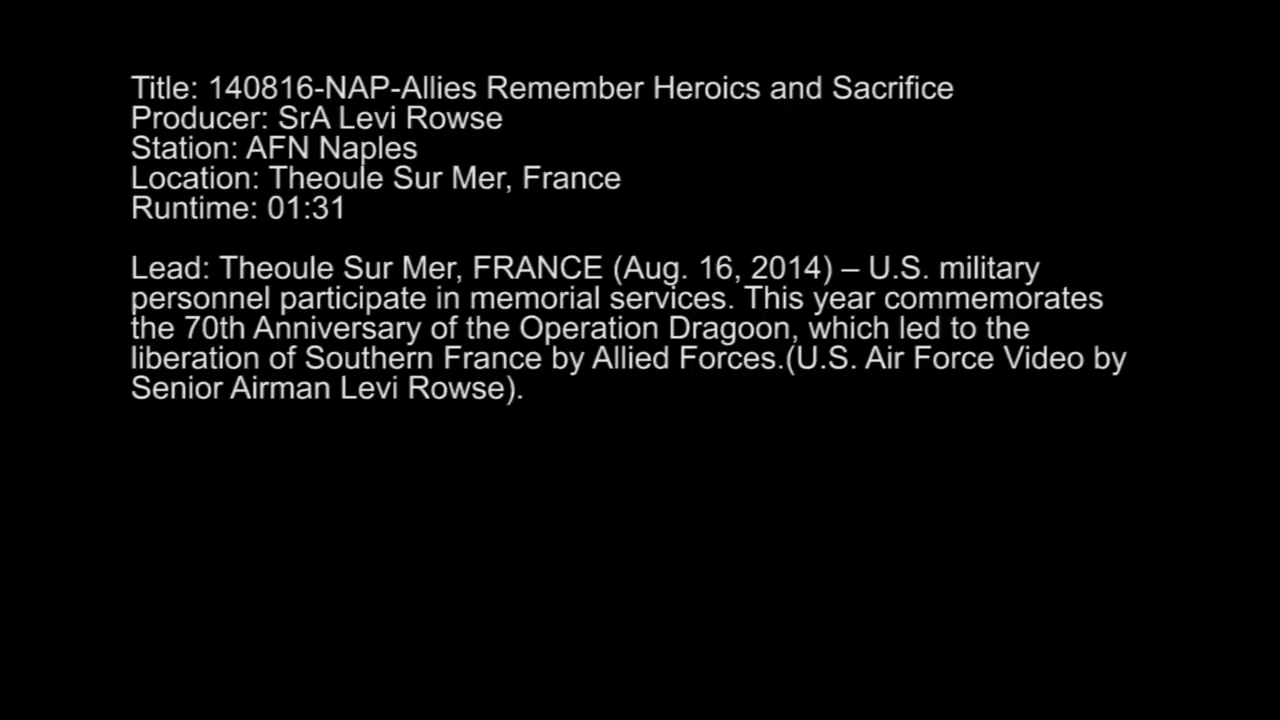 Title: 140816-NAP-Allies Remember Heroics and Sacrifice
Producer: SrA Levi Rowse
Station: AFN Naples
Location: Theoule Sur Mer, France
Runtime: 01:31
Lead: Theoule Sur Mer, FRANCE (Aug. 16, 2014) – U.S. military
personnel participate in memorial services. This year commemorates
the 70th Anniversary of the Operation Dragoon, which led to the
liberation of Southern France by Allied Forces.(U.S. Air Force Video by
Senior Airman Levi Rowse).